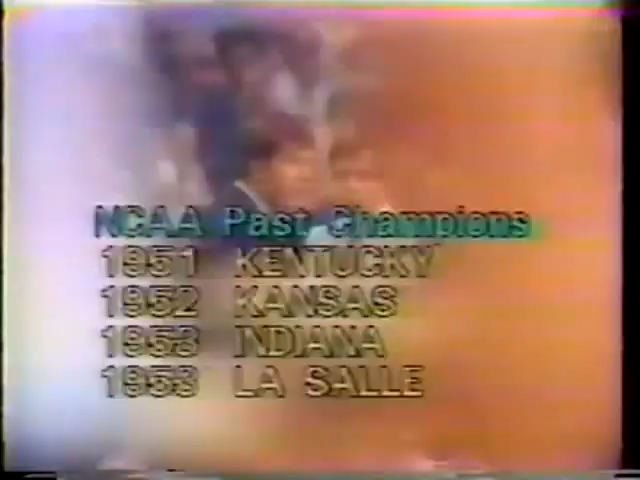 NCAA Past Champions
1951 KENTUCKY
1952 KANSAS
1953 INDIANA
1953 LA SALLE